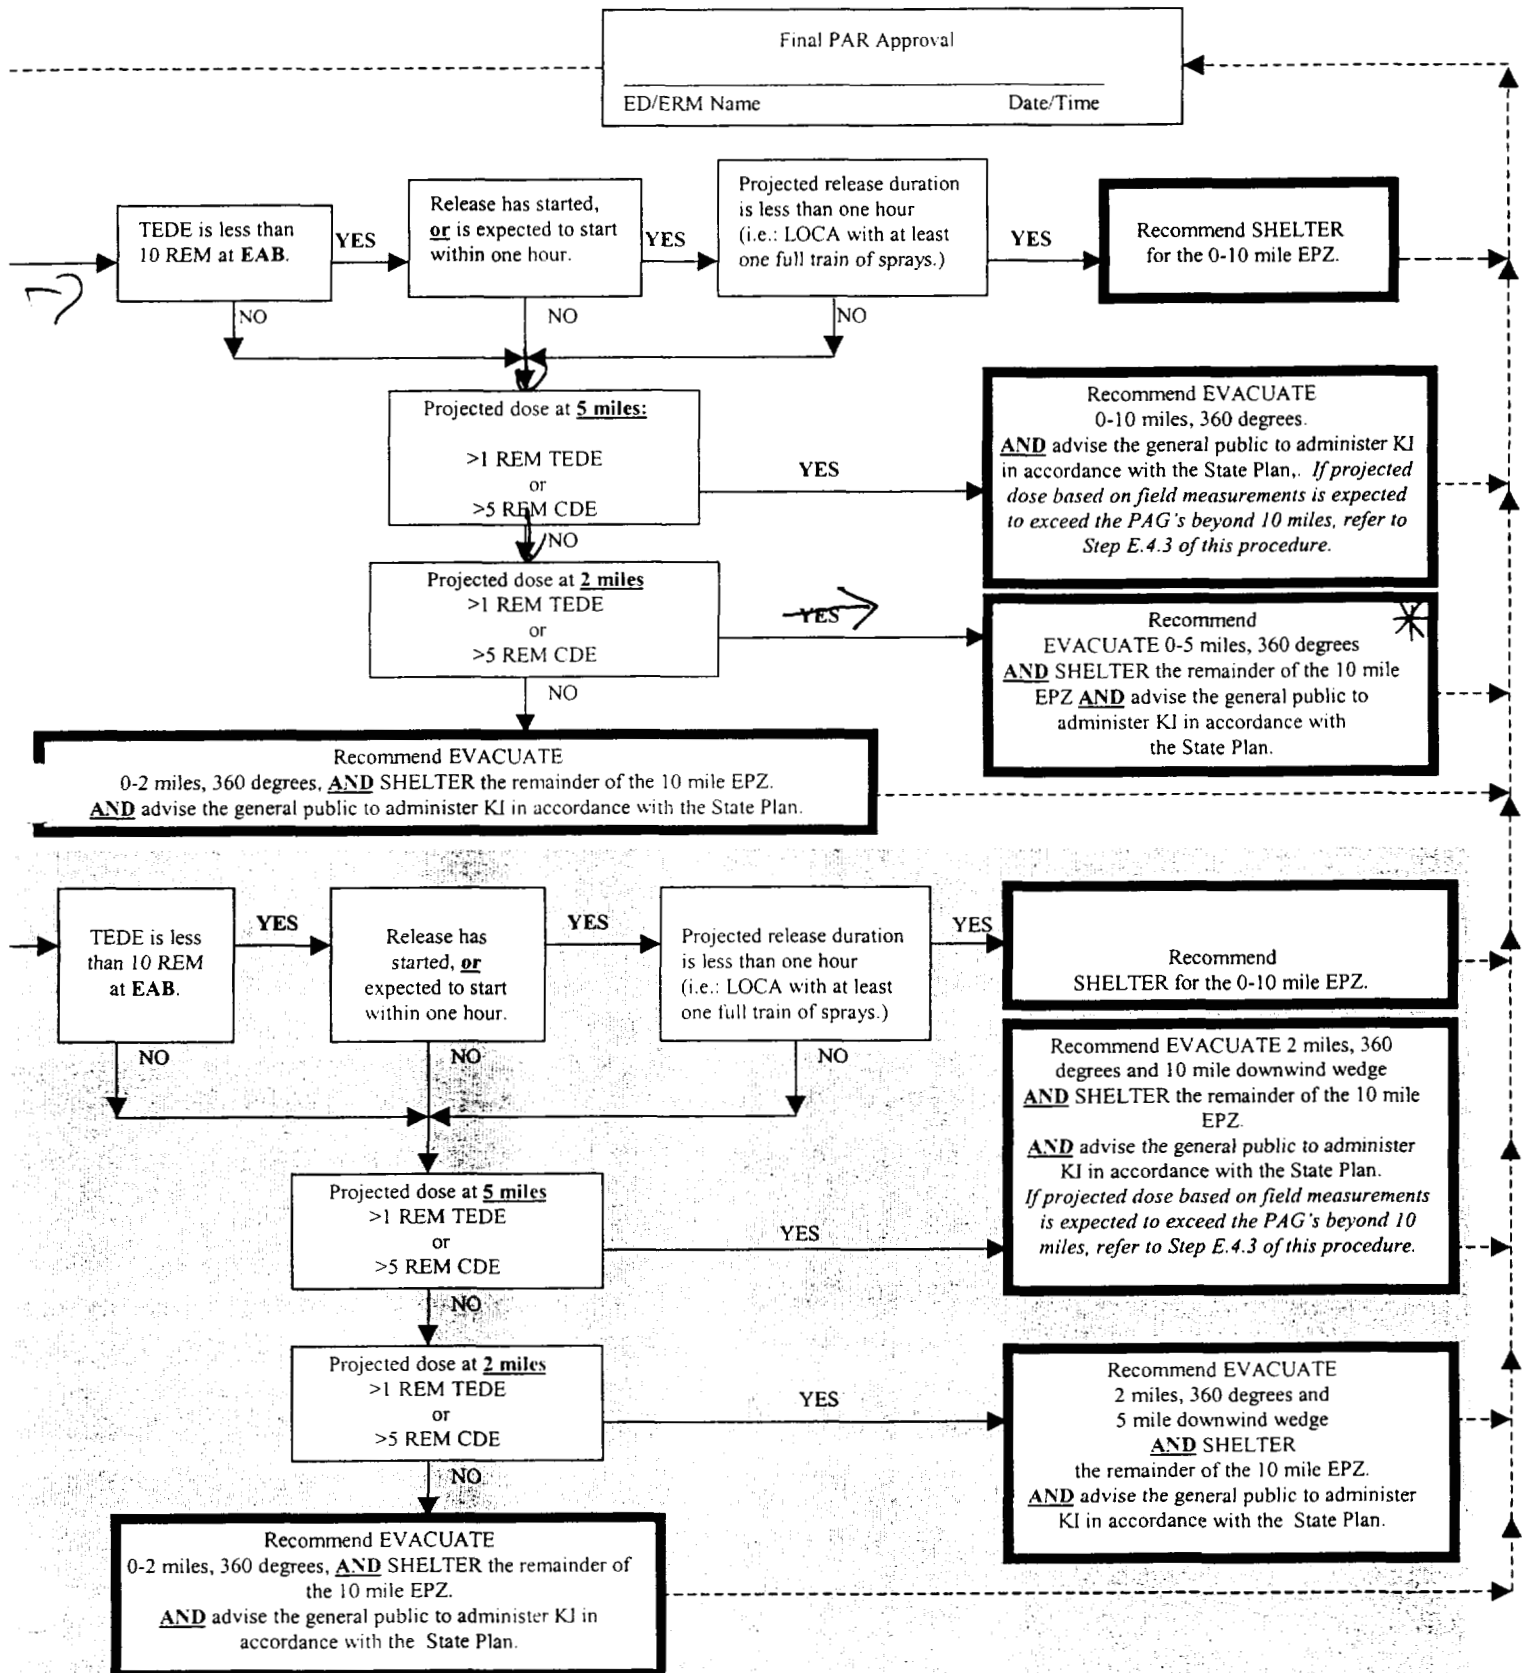 Final PAR Approval
ED/ERM Name Date/Time
TEDE is less than
10 REM at EAB.
YES
NO
Release has started,
or is expected to start
within one hour.
YES
NO
Projected release duration
is less than one hour
(i.e.: LOCA with at least
one full train of sprays.)
YES
NO
Recommend SHELTER
for the 0-10 mile EPZ.
Projected dose at 5 miles:
>1 REM TEDE
or
>5 REM CDE
YES
NO
Recommend EVACUATE
0-10 miles, 360 degrees.
AND advise the general public to administer KI
in accordance with the State Plan,. If projected
dose based on field measurements is expected
to exceed the PAG's beyond 10 miles, refer to
Step E.4.3 of this procedure.
Projected dose at 2 miles
>1 REM TEDE
or
>5 REM CDE
YES
NO
Recommend
EVACUATE 0-5 miles, 360 degrees
AND SHELTER the remainder of the 10 mile
EPZ AND advise the general public to
administer KI in accordance with
the State Plan.
Recommend EVACUATE
0-2 miles, 360 degrees, AND SHELTER the remainder of the 10 mile EPZ.
AND advise the general public to administer KI in accordance with the State Plan.
TEDE is less
than 10 REM
at EAB.
YES
NO
Release has
started, or
expected to start
within one hour.
YES
NO
Projected release duration
is less than one hour
(i.e.: LOCA with at least
one full train of sprays.)
YES
NO
Recommend
SHELTER for the 0-10 mile EPZ.
Projected dose at 5 miles
>1 REM TEDE
or
>5 REM CDE
YES
NO
Recommend EVACUATE 2 miles, 360
degrees and 10 mile downwind wedge
AND SHELTER the remainder of the 10 mile
EPZ.
AND advise the general public to administer
KI in accordance with the State Plan.
If projected dose based on field measurements
is expected to exceed the PAG's beyond 10
miles, refer to Step E.4.3 of this procedure.
Projected dose at 2 miles
>1 REM TEDE
or
>5 REM CDE
YES
NO
Recommend EVACUATE
2 miles, 360 degrees and
5 mile downwind wedge
AND SHELTER
the remainder of the 10 mile EPZ.
AND advise the general public to administer
KI in accordance with the State Plan.
Recommend EVACUATE
0-2 miles, 360 degrees, AND SHELTER the remainder of
the 10 mile EPZ.
AND advise the general public to administer KI in
accordance with the State Plan.